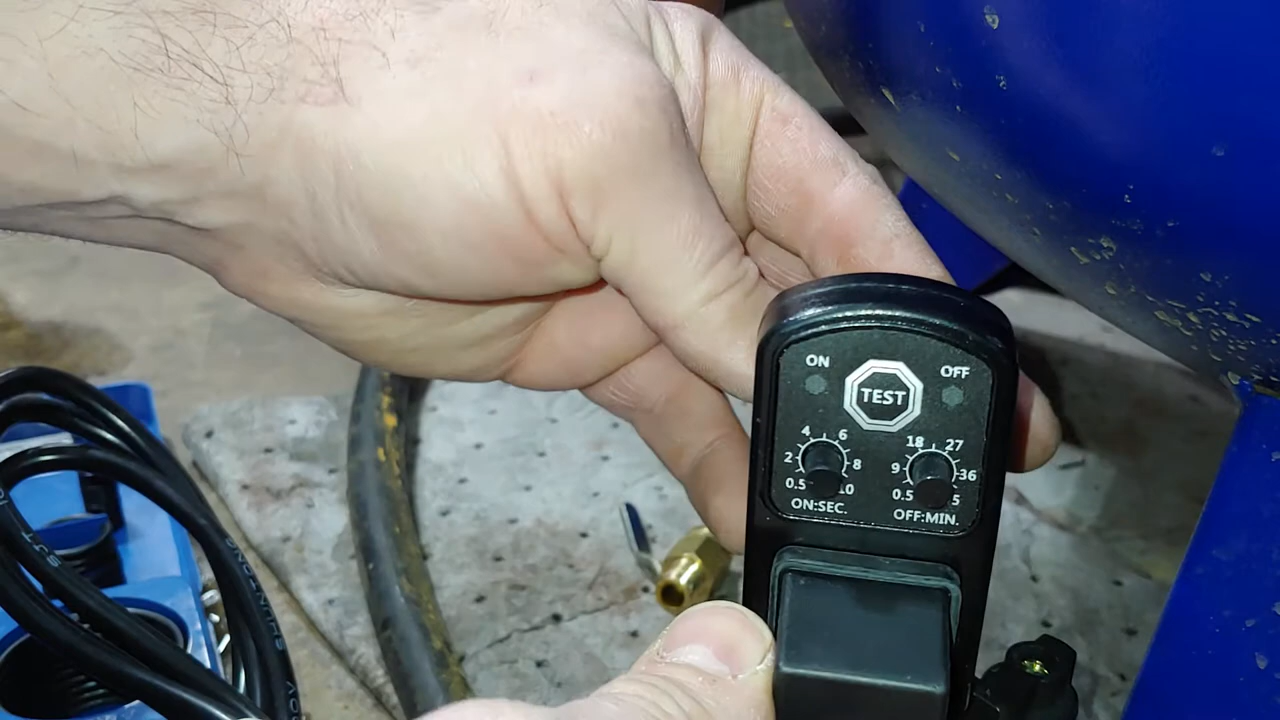 ON
OFF
TEST
4 6
2 8
0.5 10
ON:SEC.
18 27
9 36
0.5 5
OFF:MIN.